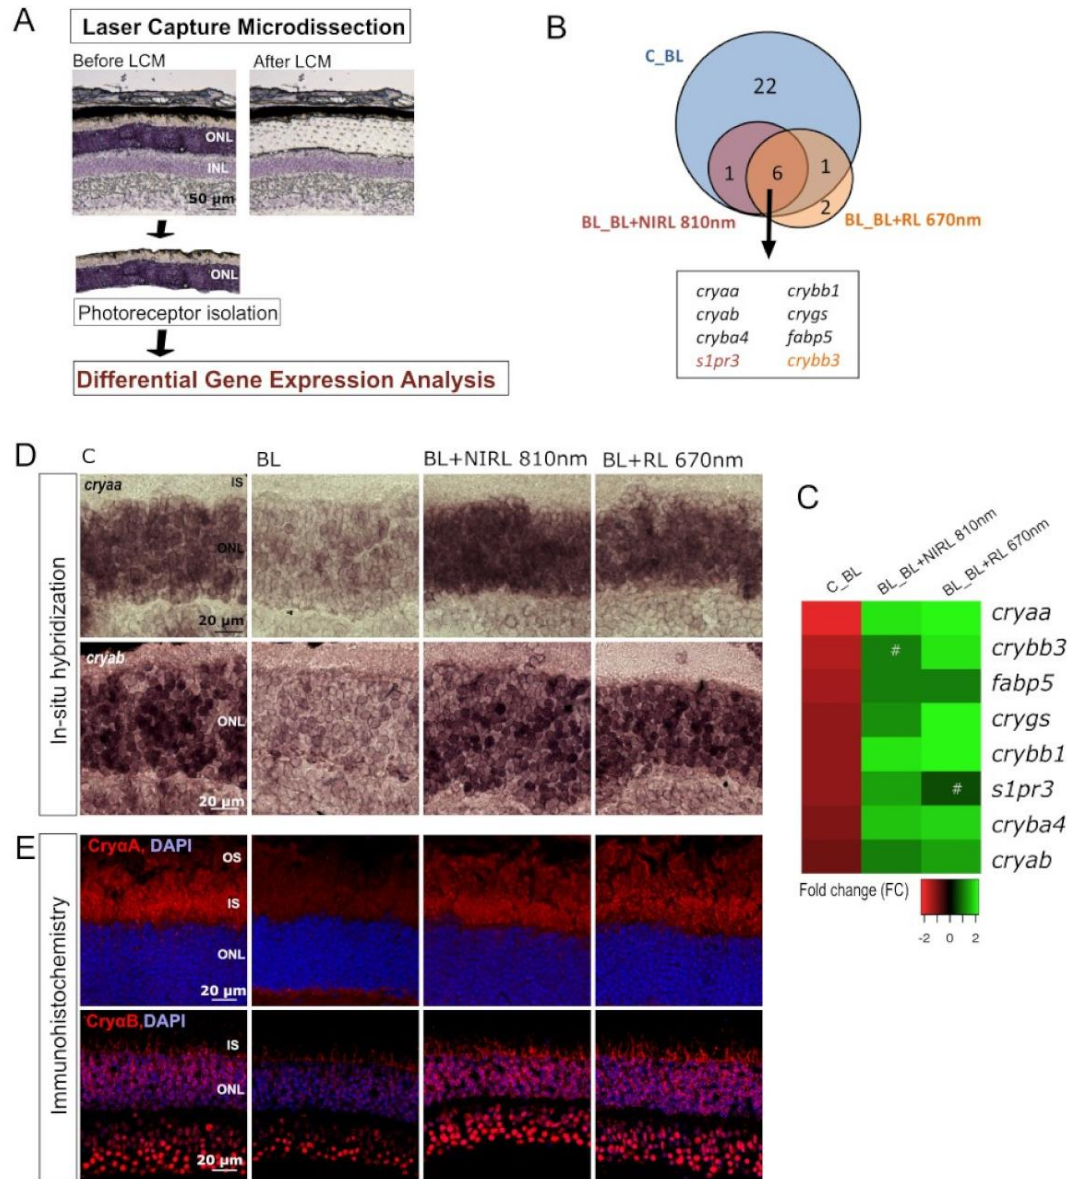 A
Laser Capture Microdissection
Before LCM
After LCM
ONL
INL
50 µm
ONL
Photoreceptor isolation
Differential Gene Expression Analysis
B
C_BL
22
1
6
1
2
BL_BL+NIRL 810nm
BL_BL+RL 670nm
cryaa
crybb1
cryab
crygs
cryba4
fabp5
s1pr3
crybb3
D
C
BL
BL+NIRL 810nm
BL+RL 670nm
In-situ hybridization
cryaa
IS
ONL
20 µm
cryab
ONL
20 µm
C
C_BL
BL_BL+NIRL 810nm
BL_BL+RL 670nm
cryaa
#
crybb3
fabp5
crygs
crybb1
#
s1pr3
cryba4
cryab
Fold change (FC)
-2 0 2
E
Immunohistochemistry
CryαA, DAPI
OS
IS
ONL
20 µm
CryαB,DAPI
IS
ONL
20 µm